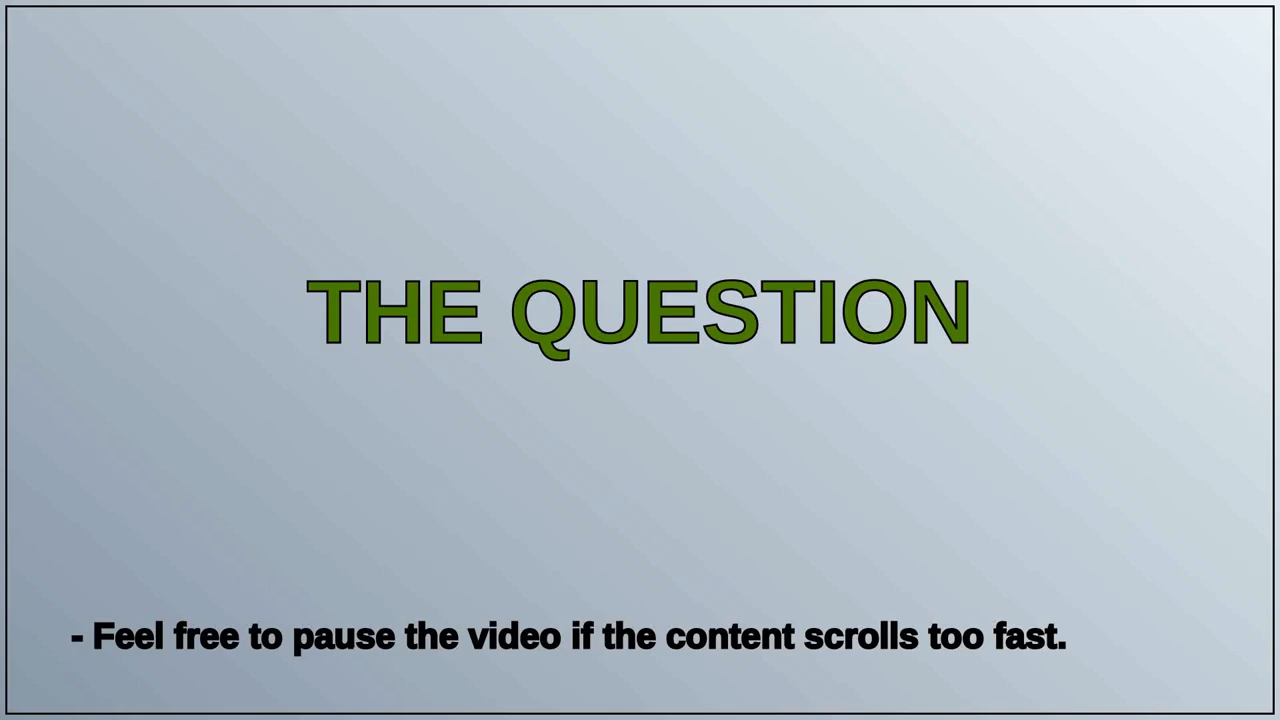 THE QUESTION
- Feel free to pause the video if the content scrolls too fast.